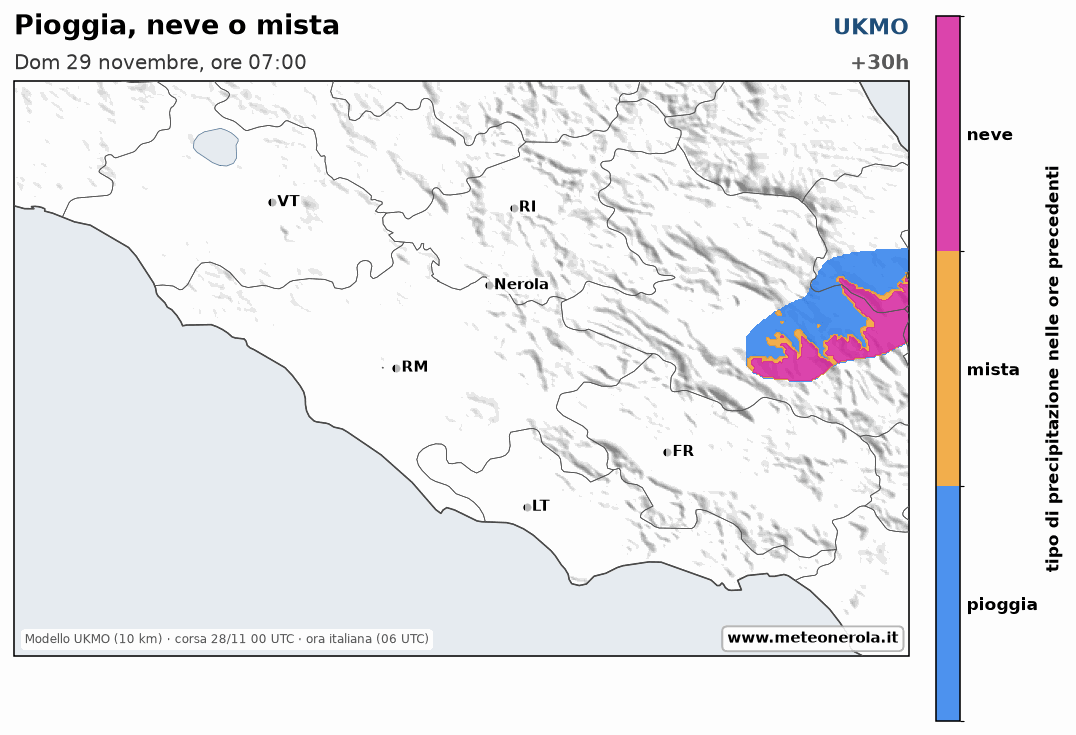 Pioggia, neve o mista
UKMO
Dom 29 novembre, ore 07:00
+30h
neve
mista
pioggia
tipo di precipitazione nelle ore precedenti
VT
RI
Nerola
RM
FR
LT
Modello UKMO (10 km) · corsa 28/11 00 UTC · ora italiana (06 UTC)
www.meteonerola.it